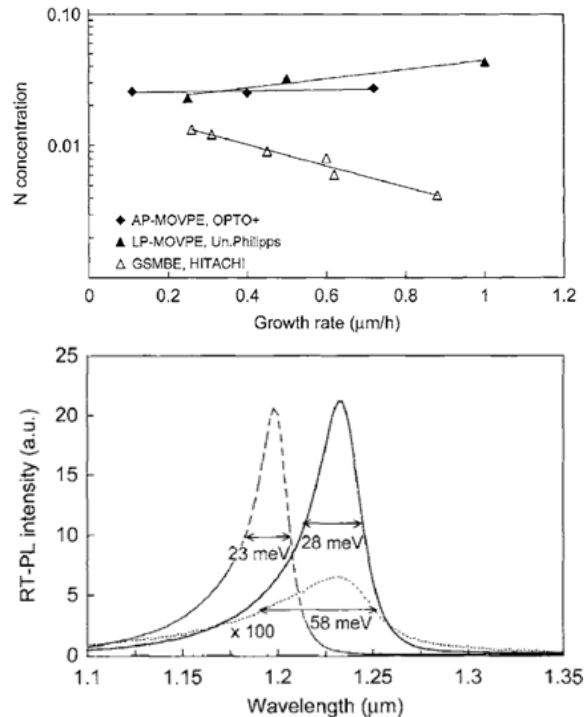 0.10
N concentration
0.01
◆ AP-MOVPE, OPTO+
▲ LP-MOVPE, Un.Philipps
△ GSMBE, HITACHI
0 0.2 0.4 0.6 0.8 1 1.2
Growth rate (μm/h)
25
20
15
10
5
0
RT-PL intensity (a.u.)
23 meV
28 meV
58 meV
x 100
1.1 1.15 1.2 1.25 1.3 1.35
Wavelength (μm)